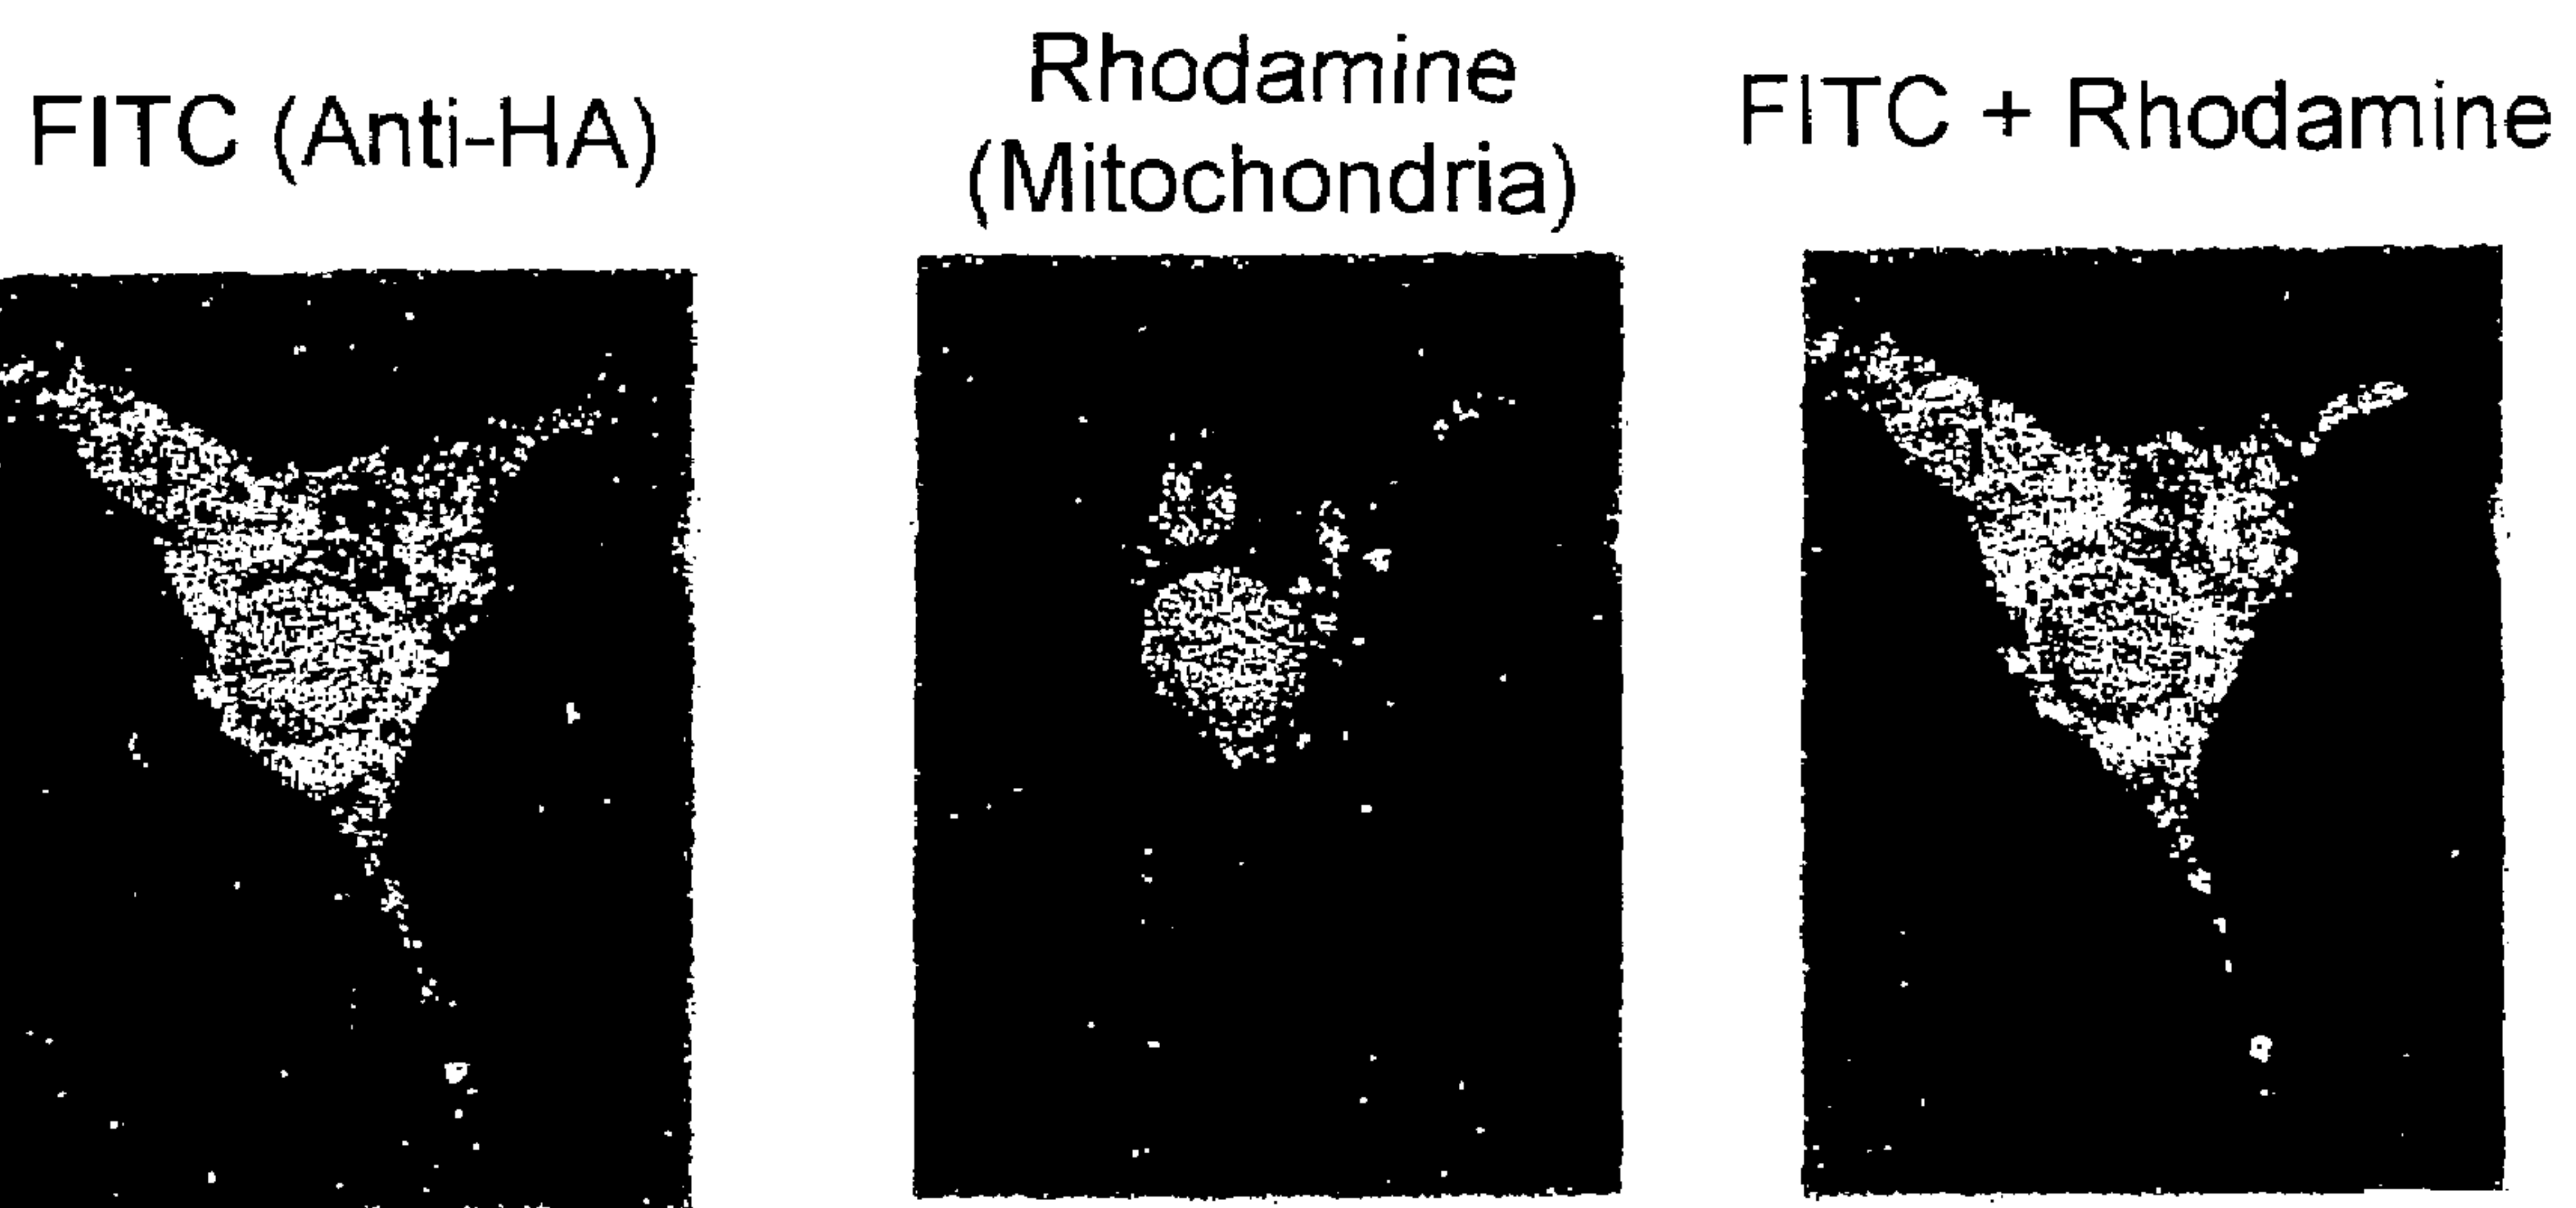 FITC (Anti-HA)
Rhodamine
(Mitochondria)
FITC + Rhodamine